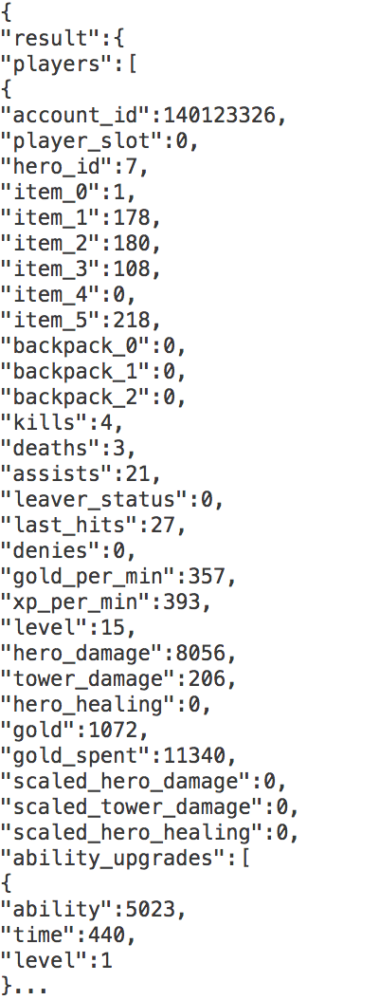 {
"result":{
"players":[
{
"account_id":140123326,
"player_slot":0,
"hero_id":7,
"item_0":1,
"item_1":178,
"item_2":180,
"item_3":108,
"item_4":0,
"item_5":218,
"backpack_0":0,
"backpack_1":0,
"backpack_2":0,
"kills":4,
"deaths":3,
"assists":21,
"leaver_status":0,
"last_hits":27,
"denies":0,
"gold_per_min":357,
"xp_per_min":393,
"level":15,
"hero_damage":8056,
"tower_damage":206,
"hero_healing":0,
"gold":1072,
"gold_spent":11340,
"scaled_hero_damage":0,
"scaled_tower_damage":0,
"scaled_hero_healing":0,
"ability_upgrades":[
{
"ability":5023,
"time":440,
"level":1
}...